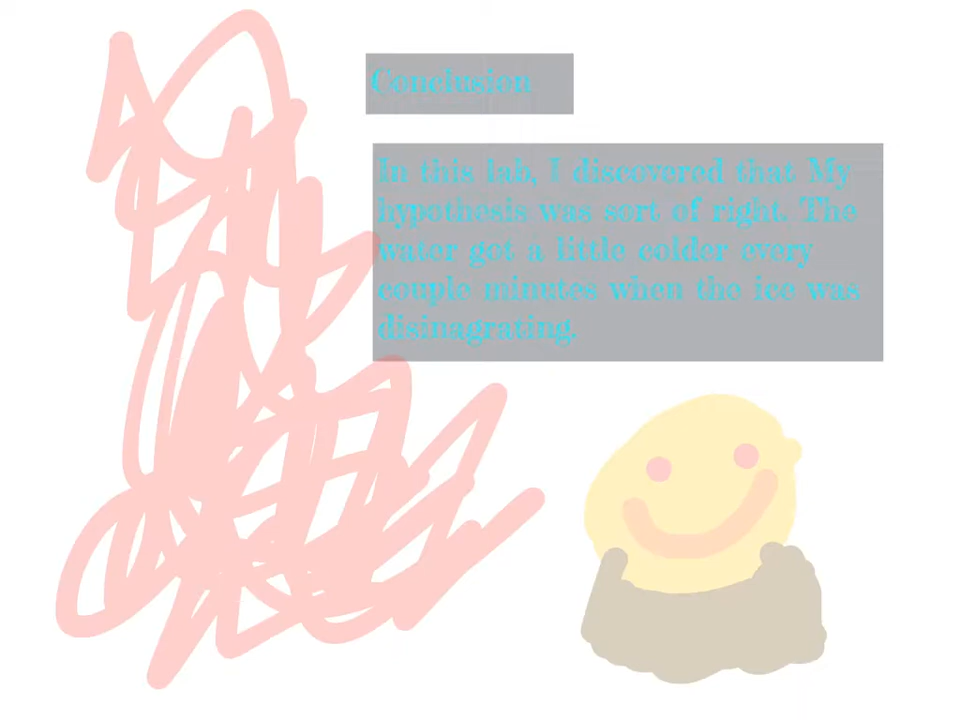 Conclusion
In this lab, I discovered that My
hypothesis was sort of right. The
water got a little colder every
couple minutes when the ice was
disinagrating.